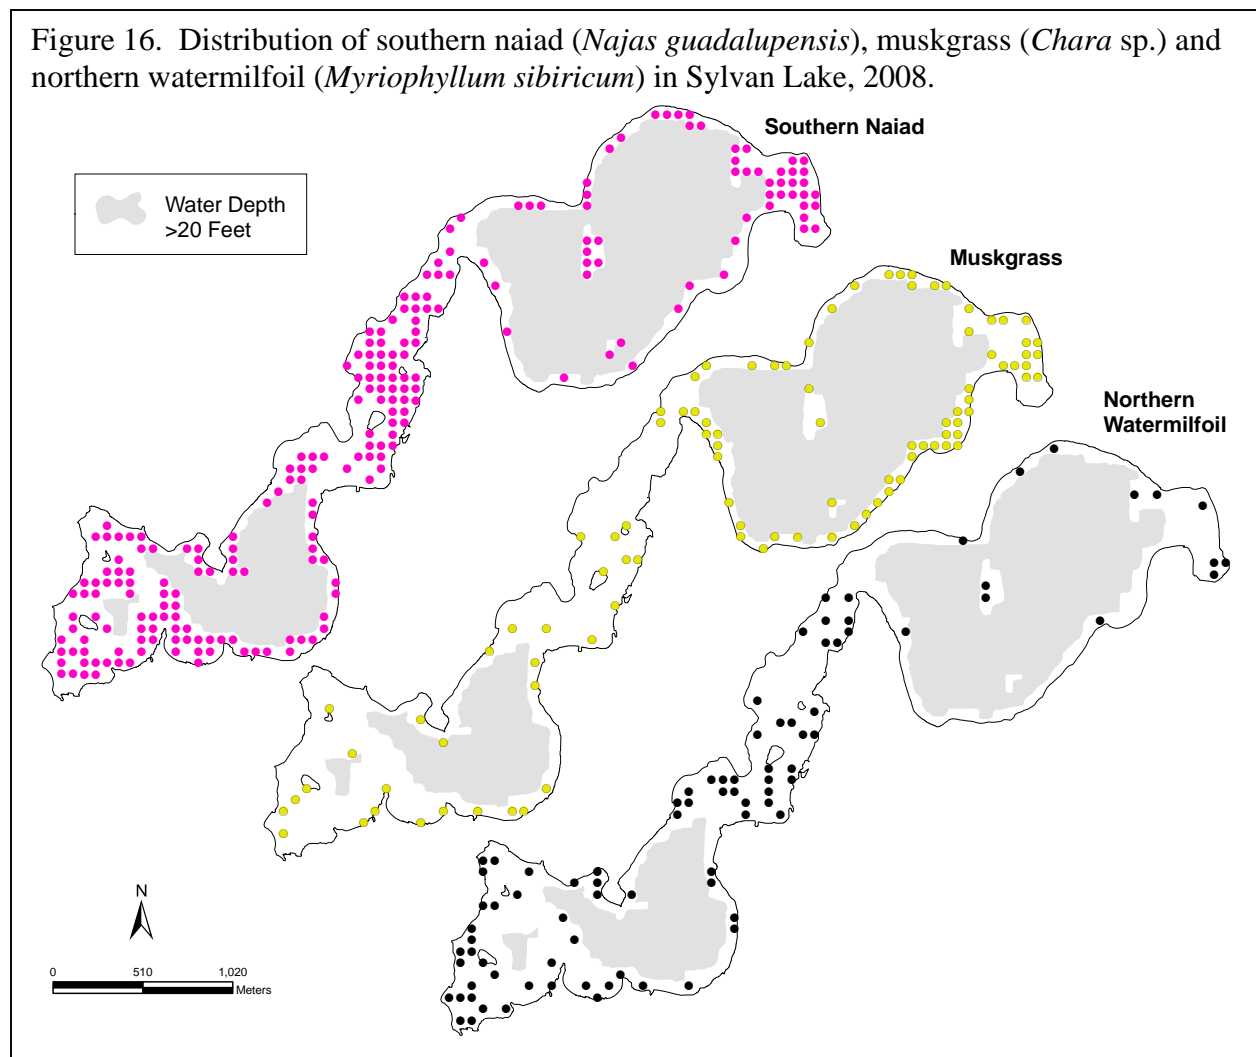 Figure 16.  Distribution of southern naiad (Najas guadalupensis), muskgrass (Chara sp.) and
northern watermilfoil (Myriophyllum sibiricum) in Sylvan Lake, 2008.
Southern Naiad
Water Depth
>20 Feet
Muskgrass
Northern
Watermilfoil
N
0 510 1,020
Meters